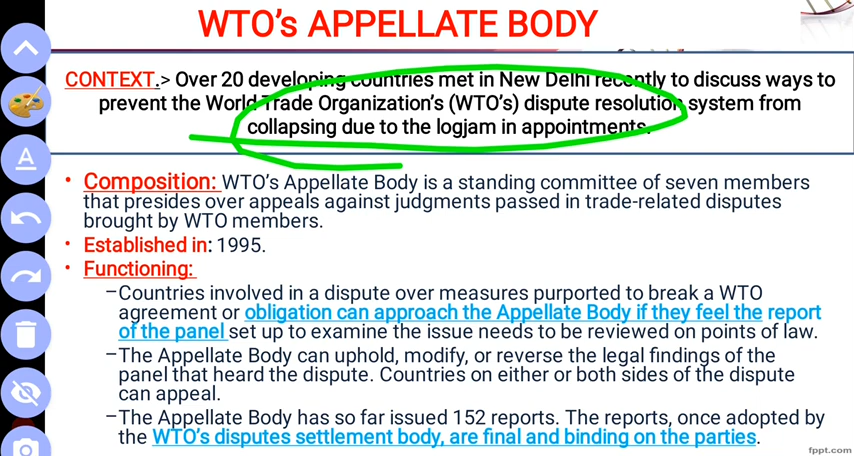 WTO's APPELLATE BODY
CONTEXT.> Over 20 developing countries met in New Delhi recently to discuss ways to
prevent the World Trade Organization's (WTO's) dispute resolution system from
collapsing due to the logjam in appointments.
• Composition: WTO's Appellate Body is a standing committee of seven members
that presides over appeals against judgments passed in trade-related disputes
brought by WTO members.
• Established in: 1995.
• Functioning:
–Countries involved in a dispute over measures purported to break a WTO
agreement or obligation can approach the Appellate Body if they feel the report
of the panel set up to examine the issue needs to be reviewed on points of law.
–The Appellate Body can uphold, modify, or reverse the legal findings of the
panel that heard the dispute. Countries on either or both sides of the dispute
can appeal.
–The Appellate Body has so far issued 152 reports. The reports, once adopted by
the WTO's disputes settlement body, are final and binding on the parties.
fppt.com
A